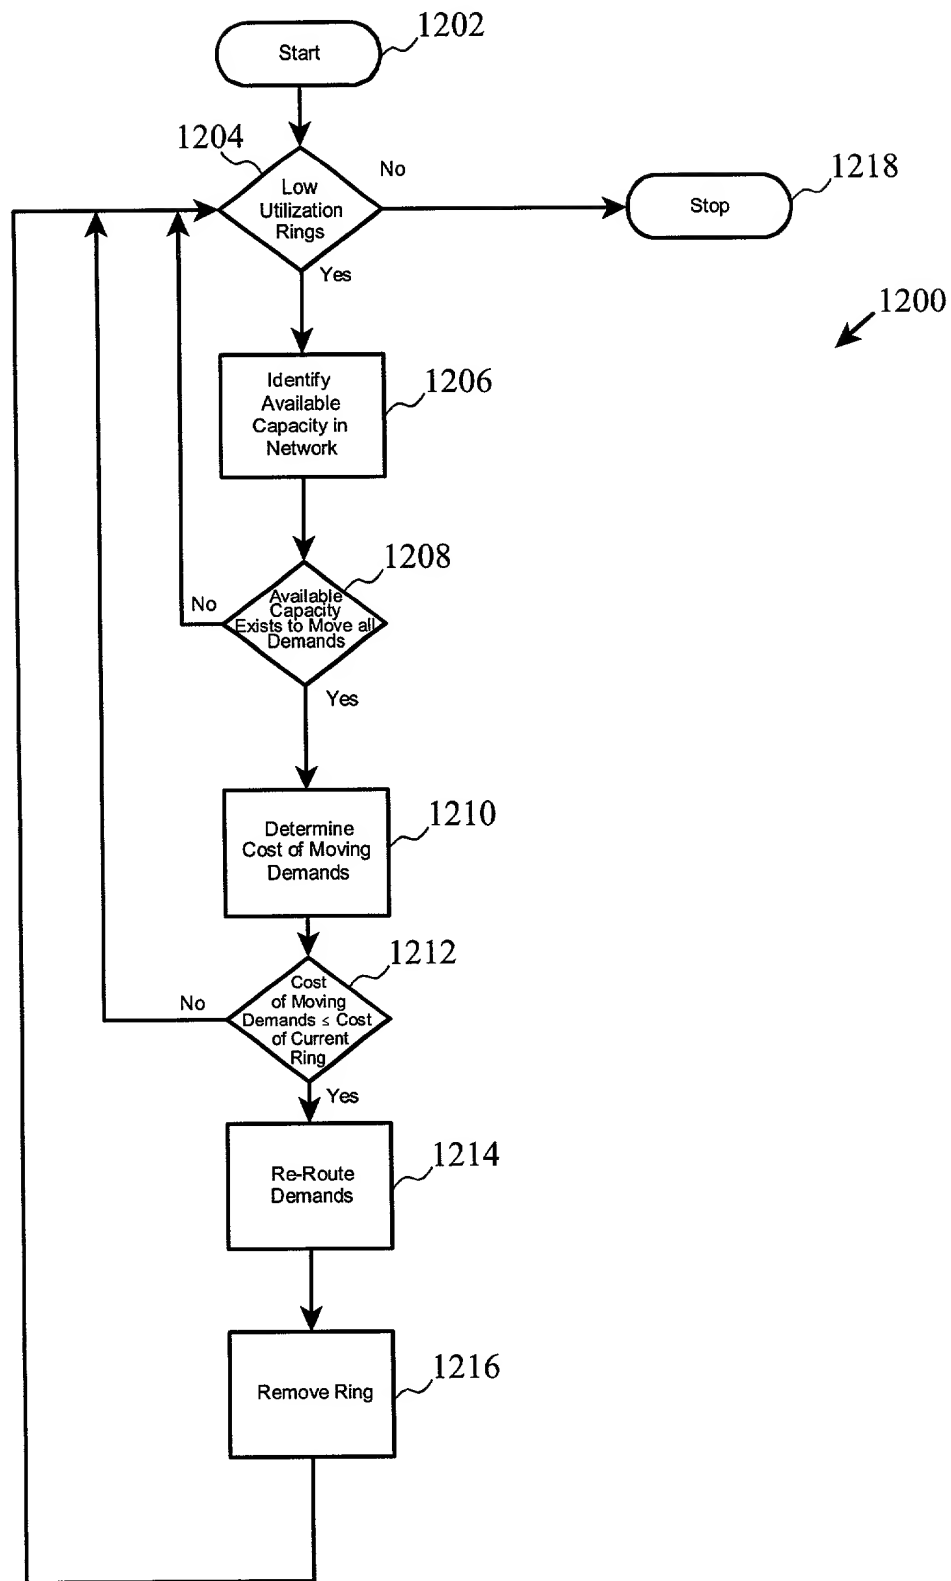 1202
Start
1204
Low
Utilization
Rings
No
Yes
1218
Stop
1200
Identify
Available
Capacity in
Network
1206
1208
Available
Capacity
Exists to Move all
Demands
No
Yes
Determine
Cost of Moving
Demands
1210
1212
Cost
of Moving
Demands ≤ Cost
of Current
Ring
No
Yes
Re-Route
Demands
1214
Remove Ring
1216